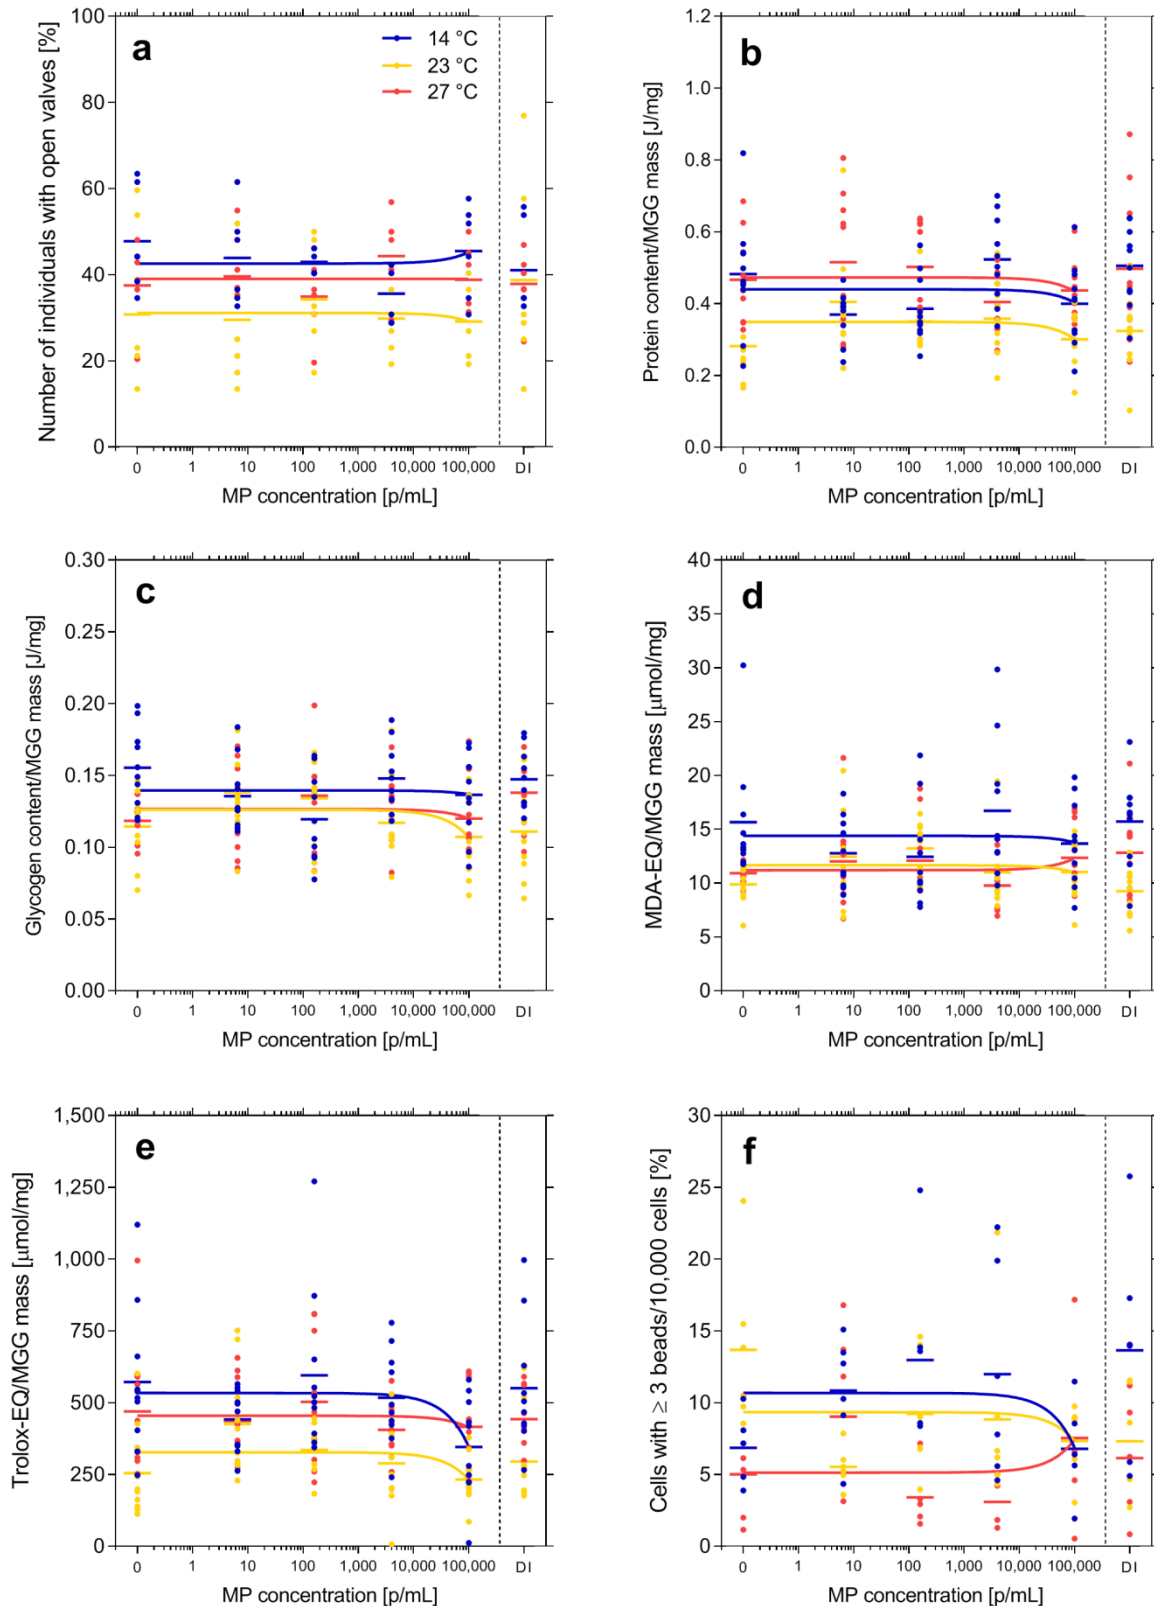 a
14 °C
23 °C
27 °C
Number of individuals with open valves [%]
100
80
60
40
20
0
0 1 10 100 1,000 10,000 100,000 DI
MP concentration [p/mL]
b
Protein content/MGG mass [J/mg]
1.2
1.0
0.8
0.6
0.4
0.2
0.0
0 1 10 100 1,000 10,000 100,000 DI
MP concentration [p/mL]
c
Glycogen content/MGG mass [J/mg]
0.30
0.25
0.20
0.15
0.10
0.05
0.00
0 1 10 100 1,000 10,000 100,000 DI
MP concentration [p/mL]
d
MDA-EQ/MGG mass [μmol/mg]
40
35
30
25
20
15
10
5
0
0 1 10 100 1,000 10,000 100,000 DI
MP concentration [p/mL]
e
Trolox-EQ/MGG mass [μmol/mg]
1,500
1,250
1,000
750
500
250
0
0 1 10 100 1,000 10,000 100,000 DI
MP concentration [p/mL]
f
Cells with ≥ 3 beads/10,000 cells [%]
30
25
20
15
10
5
0
0 1 10 100 1,000 10,000 100,000 DI
MP concentration [p/mL]